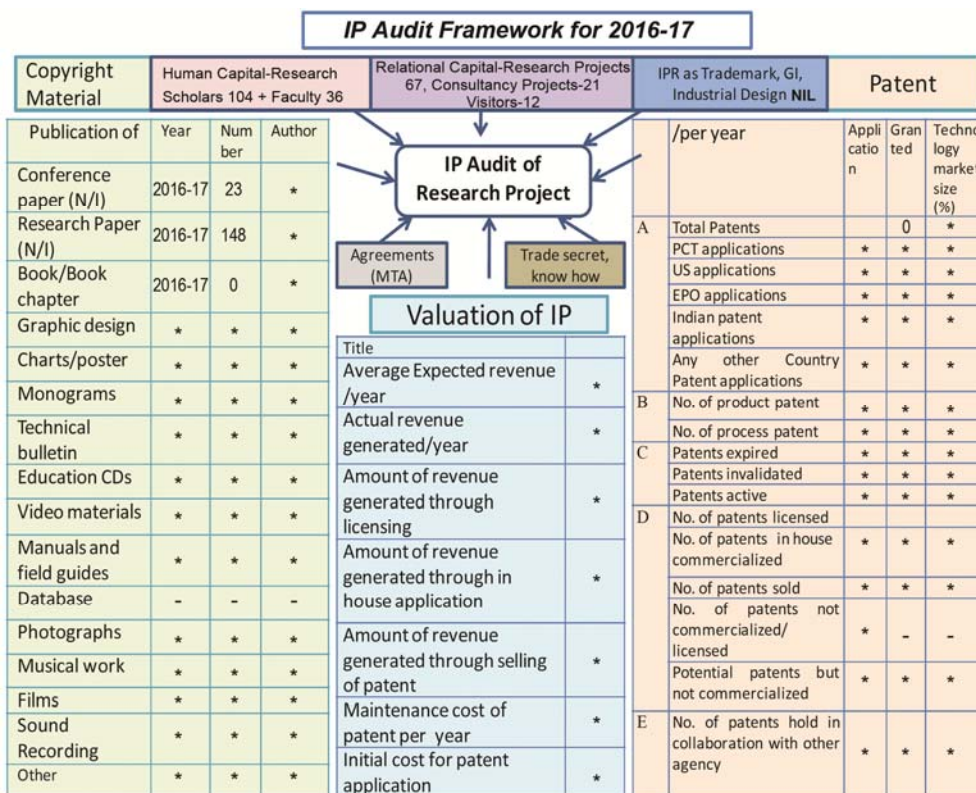 IP Audit Framework for 2016-17
Copyright
Material
Human Capital-Research
Scholars 104 + Faculty 36
Relational Capital-Research Projects
67, Consultancy Projects-21
Visitors-12
IPR as Trademark, GI,
Industrial Design NIL
Patent
IP Audit of
Research Project
Agreements
(MTA)
Trade secret,
know how
Publication of Year Num
ber Author
Conference
paper (N/I) 2016-17 23 *
Research Paper
(N/I) 2016-17 148 *
Book/Book
chapter 2016-17 0 *
Graphic design * * *
Charts/poster * * *
Monograms * * *
Technical
bulletin * * *
Education CDs * * *
Video materials * * *
Manuals and
field guides * * *
Database - - -
Photographs * * *
Musical work * * *
Films * * *
Sound
Recording * * *
Other * * *
Valuation of IP
Title
Average Expected revenue
/year *
Actual revenue
generated/year *
Amount of revenue
generated through
licensing *
Amount of revenue
generated through in
house application *
Amount of revenue
generated through selling
of patent *
Maintenance cost of
patent per year *
Initial cost for patent
application *
/per year Appli
catio
n Gran
ted Techno
logy
market
size
(%)
A Total Patents 0 *
PCT applications * * *
US applications * * *
EPO applications * * *
Indian patent
applications * * *
Any other Country
Patent applications * * *
B No. of product patent * * *
No. of process patent * * *
C Patents expired * * *
Patents invalidated * * *
Patents active * * *
D No. of patents licensed
No. of patents in house
commercialized * * *
No. of patents sold * * *
No. of patents not
commercialized/
licensed * - -
Potential patents but
not commercialized * * *
E No. of patents hold in
collaboration with other
agency * * *